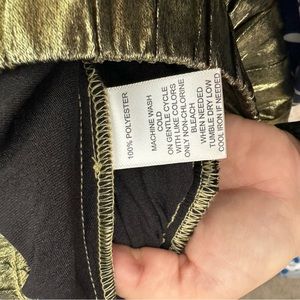 100% POLYESTER
MACHINE WASH
COLD
ON GENTLE CYCLE
WITH LIKE COLORS
ONLY NON-CHLORINE
BLEACH
WHEN NEEDED
TUMBLE DRY LOW
COOL IRON IF NEEDED